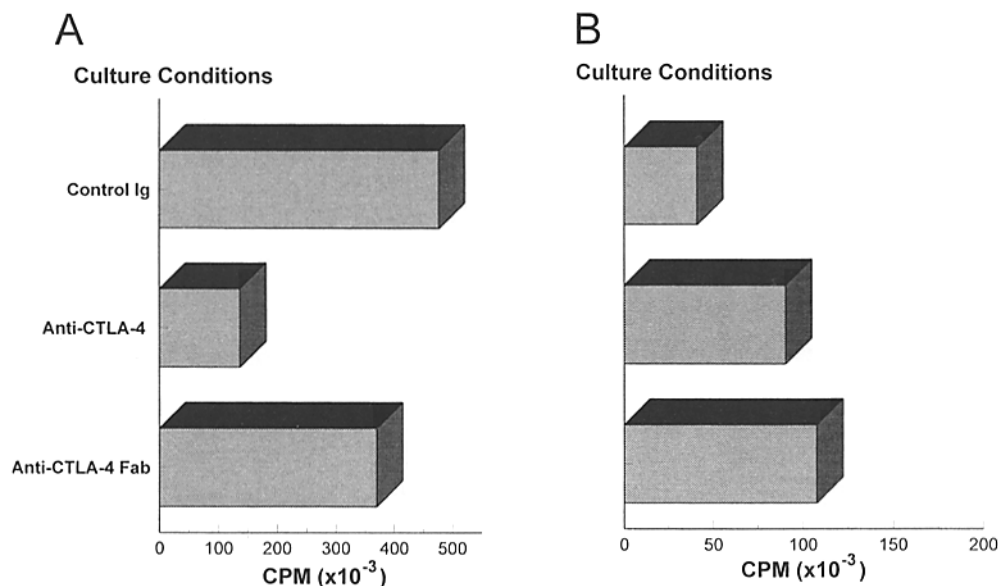 A
Culture Conditions
Control Ig
Anti-CTLA-4
Anti-CTLA-4 Fab
0 100 200 300 400 500
CPM (x10-3)
B
Culture Conditions
0 50 100 150 200
CPM (x10-3)